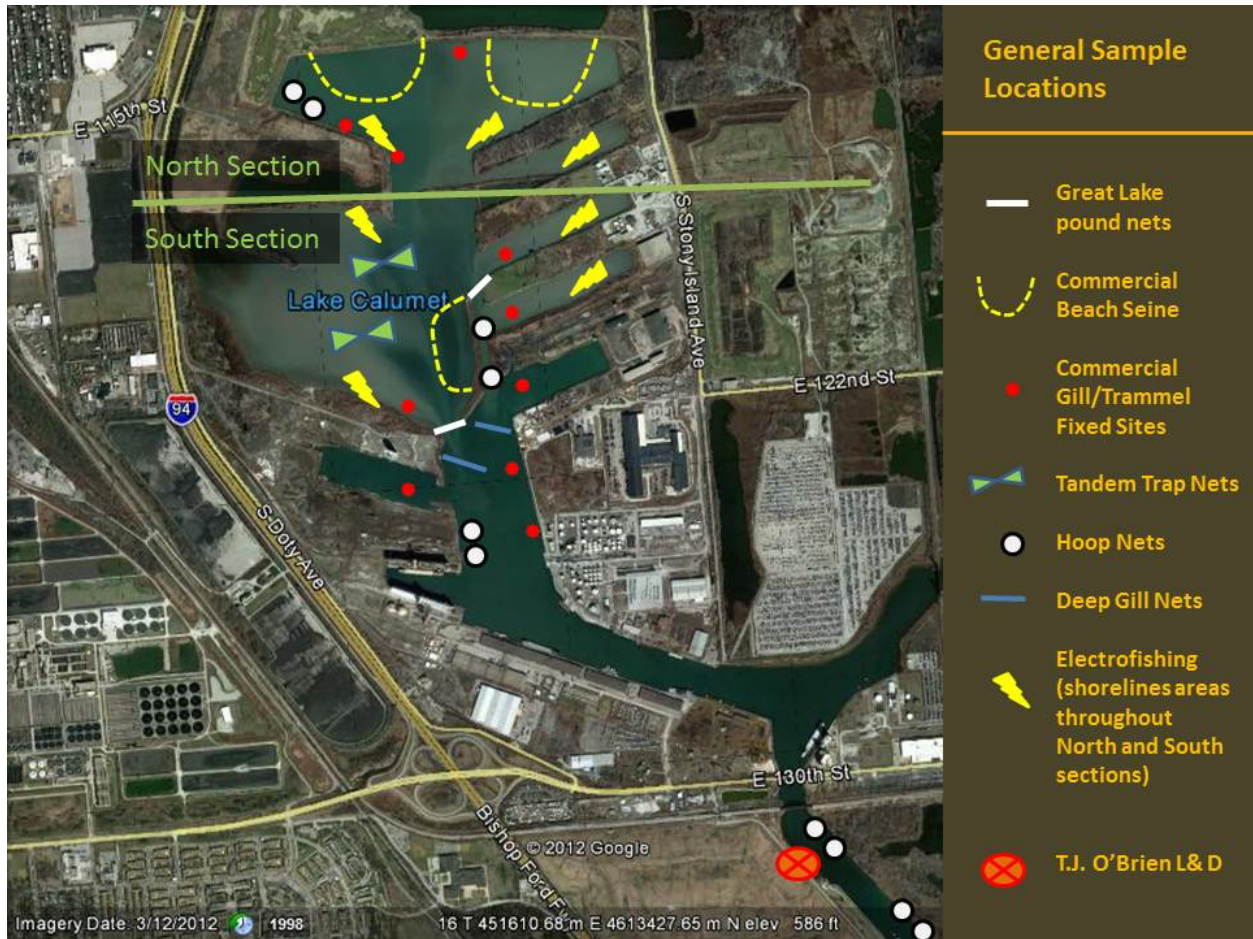 E 115th St
North Section
South Section
Lake Calumet
S Stony Island Ave
E 122nd St
94
S Doty Ave
E 130th St
Bishop Ford F
© 2012 Google
Imagery Date: 3/12/2012
1998
16 T 451610.68 m E 4613427.65 m N elev 586 ft
General Sample
Locations
Great Lake
pound nets
Commercial
Beach Seine
Commercial
Gill/Trammel
Fixed Sites
Tandem Trap Nets
Hoop Nets
Deep Gill Nets
Electrofishing
(shorelines areas
throughout
North and South
sections)
T.J. O'Brien L& D